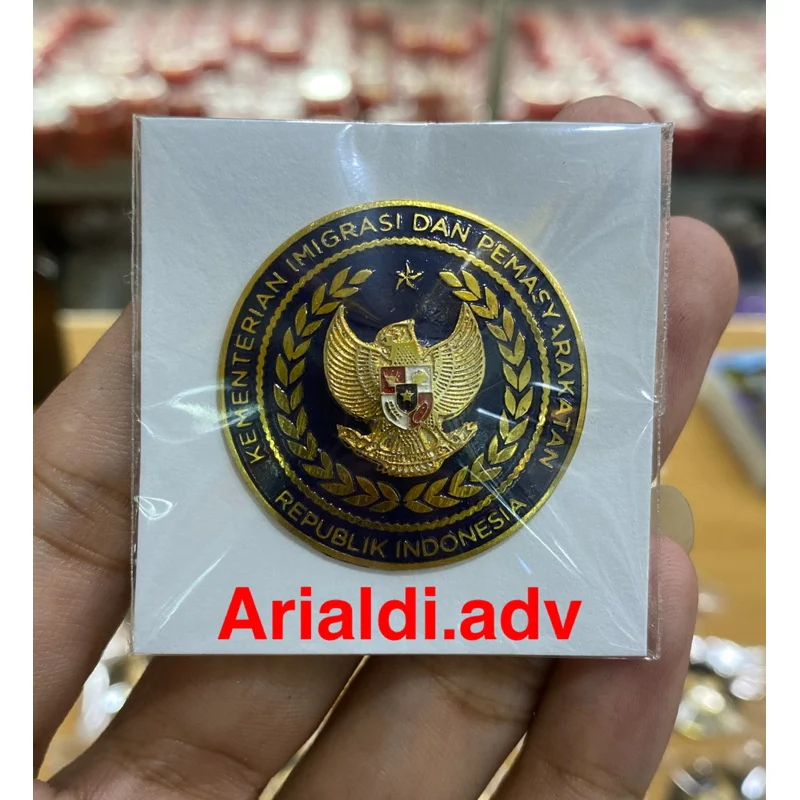 KEMENTERIAN IMIGRASI DAN PEMASYARAKATAN
REPUBLIK INDONESIA
Arialdi.adv